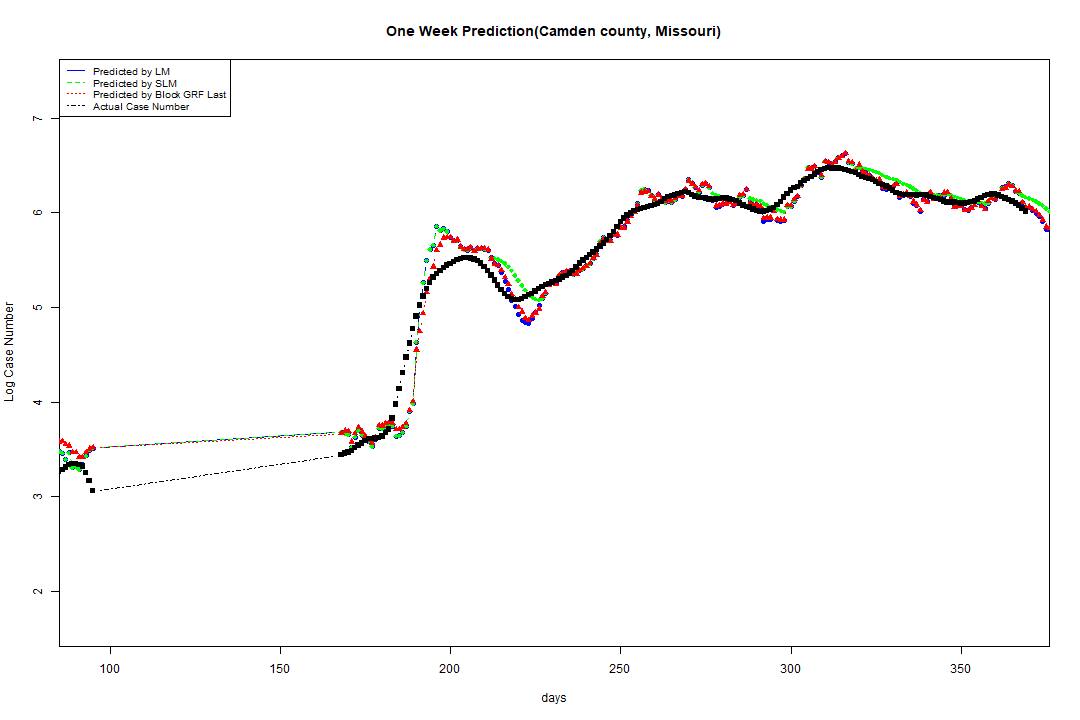 One Week Prediction(Camden county, Missouri)
Predicted by LM
Predicted by SLM
Predicted by Block GRF Last
Actual Case Number
7
6
5
4
3
2
Log Case Number
100 150 200 250 300 350
days